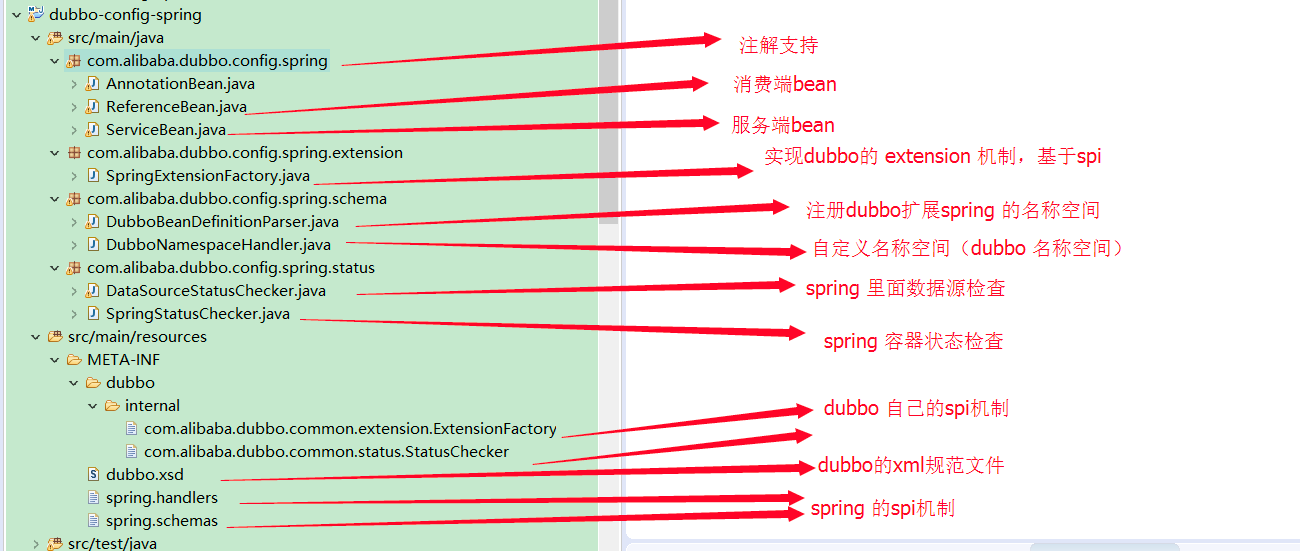 dubbo-config-spring
src/main/java
com.alibaba.dubbo.config.spring
注解支持
AnnotationBean.java
消费端bean
ReferenceBean.java
ServiceBean.java
服务端bean
com.alibaba.dubbo.config.spring.extension
实现dubbo的 extension 机制，基于spi
SpringExtensionFactory.java
com.alibaba.dubbo.config.spring.schema
DubboBeanDefinitionParser.java
注册dubbo扩展spring 的名称空间
DubboNamespaceHandler.java
自定义名称空间（dubbo 名称空间）
com.alibaba.dubbo.config.spring.status
DataSourceStatusChecker.java
spring 里面数据源检查
SpringStatusChecker.java
src/main/resources
spring 容器状态检查
META-INF
dubbo
internal
dubbo 自己的spi机制
com.alibaba.dubbo.common.extension.ExtensionFactory
com.alibaba.dubbo.common.status.StatusChecker
dubbo.xsd
dubbo的xml规范文件
spring.handlers
spring 的spi机制
spring.schemas
src/test/java